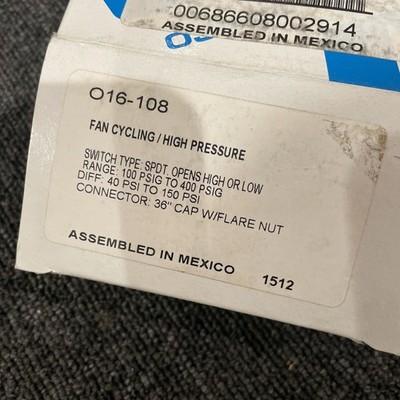 00686608002914
ASSEMBLED IN MEXICO
O16-108
FAN CYCLING / HIGH PRESSURE
SWITCH TYPE: SPDT, OPENS HIGH OR LOW
RANGE: 100 PSIG TO 400 PSIG
DIFF: 40 PSI TO 150 PSI
CONNECTOR: 36" CAP W/FLARE NUT
ASSEMBLED IN MEXICO 1512